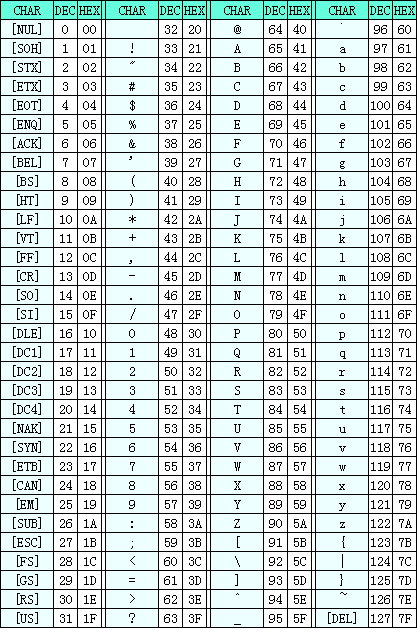 CHAR DEC HEX CHAR DEC HEX CHAR DEC HEX CHAR DEC HEX
[NUL] 0 00 32 20 @ 64 40 ` 96 60
[SOH] 1 01 ! 33 21 A 65 41 a 97 61
[STX] 2 02 ″ 34 22 B 66 42 b 98 62
[ETX] 3 03 # 35 23 C 67 43 c 99 63
[EOT] 4 04 $ 36 24 D 68 44 d 100 64
[ENQ] 5 05 % 37 25 E 69 45 e 101 65
[ACK] 6 06 & 38 26 F 70 46 f 102 66
[BEL] 7 07 ′ 39 27 G 71 47 g 103 67
[BS] 8 08 ( 40 28 H 72 48 h 104 68
[HT] 9 09 ) 41 29 I 73 49 i 105 69
[LF] 10 0A * 42 2A J 74 4A j 106 6A
[VT] 11 0B + 43 2B K 75 4B k 107 6B
[FF] 12 0C , 44 2C L 76 4C l 108 6C
[CR] 13 0D - 45 2D M 77 4D m 109 6D
[SO] 14 0E . 46 2E N 78 4E n 110 6E
[SI] 15 0F / 47 2F O 79 4F o 111 6F
[DLE] 16 10 0 48 30 P 80 50 p 112 70
[DC1] 17 11 1 49 31 Q 81 51 q 113 71
[DC2] 18 12 2 50 32 R 82 52 r 114 72
[DC3] 19 13 3 51 33 S 83 53 s 115 73
[DC4] 20 14 4 52 34 T 84 54 t 116 74
[NAK] 21 15 5 53 35 U 85 55 u 117 75
[SYN] 22 16 6 54 36 V 86 56 v 118 76
[ETB] 23 17 7 55 37 W 87 57 w 119 77
[CAN] 24 18 8 56 38 X 88 58 x 120 78
[EM] 25 19 9 57 39 Y 89 59 y 121 79
[SUB] 26 1A : 58 3A Z 90 5A z 122 7A
[ESC] 27 1B ; 59 3B [ 91 5B { 123 7B
[FS] 28 1C < 60 3C \ 92 5C | 124 7C
[GS] 29 1D = 61 3D ] 93 5D } 125 7D
[RS] 30 1E > 62 3E ^ 94 5E ~ 126 7E
[US] 31 1F ? 63 3F _ 95 5F [DEL] 127 7F